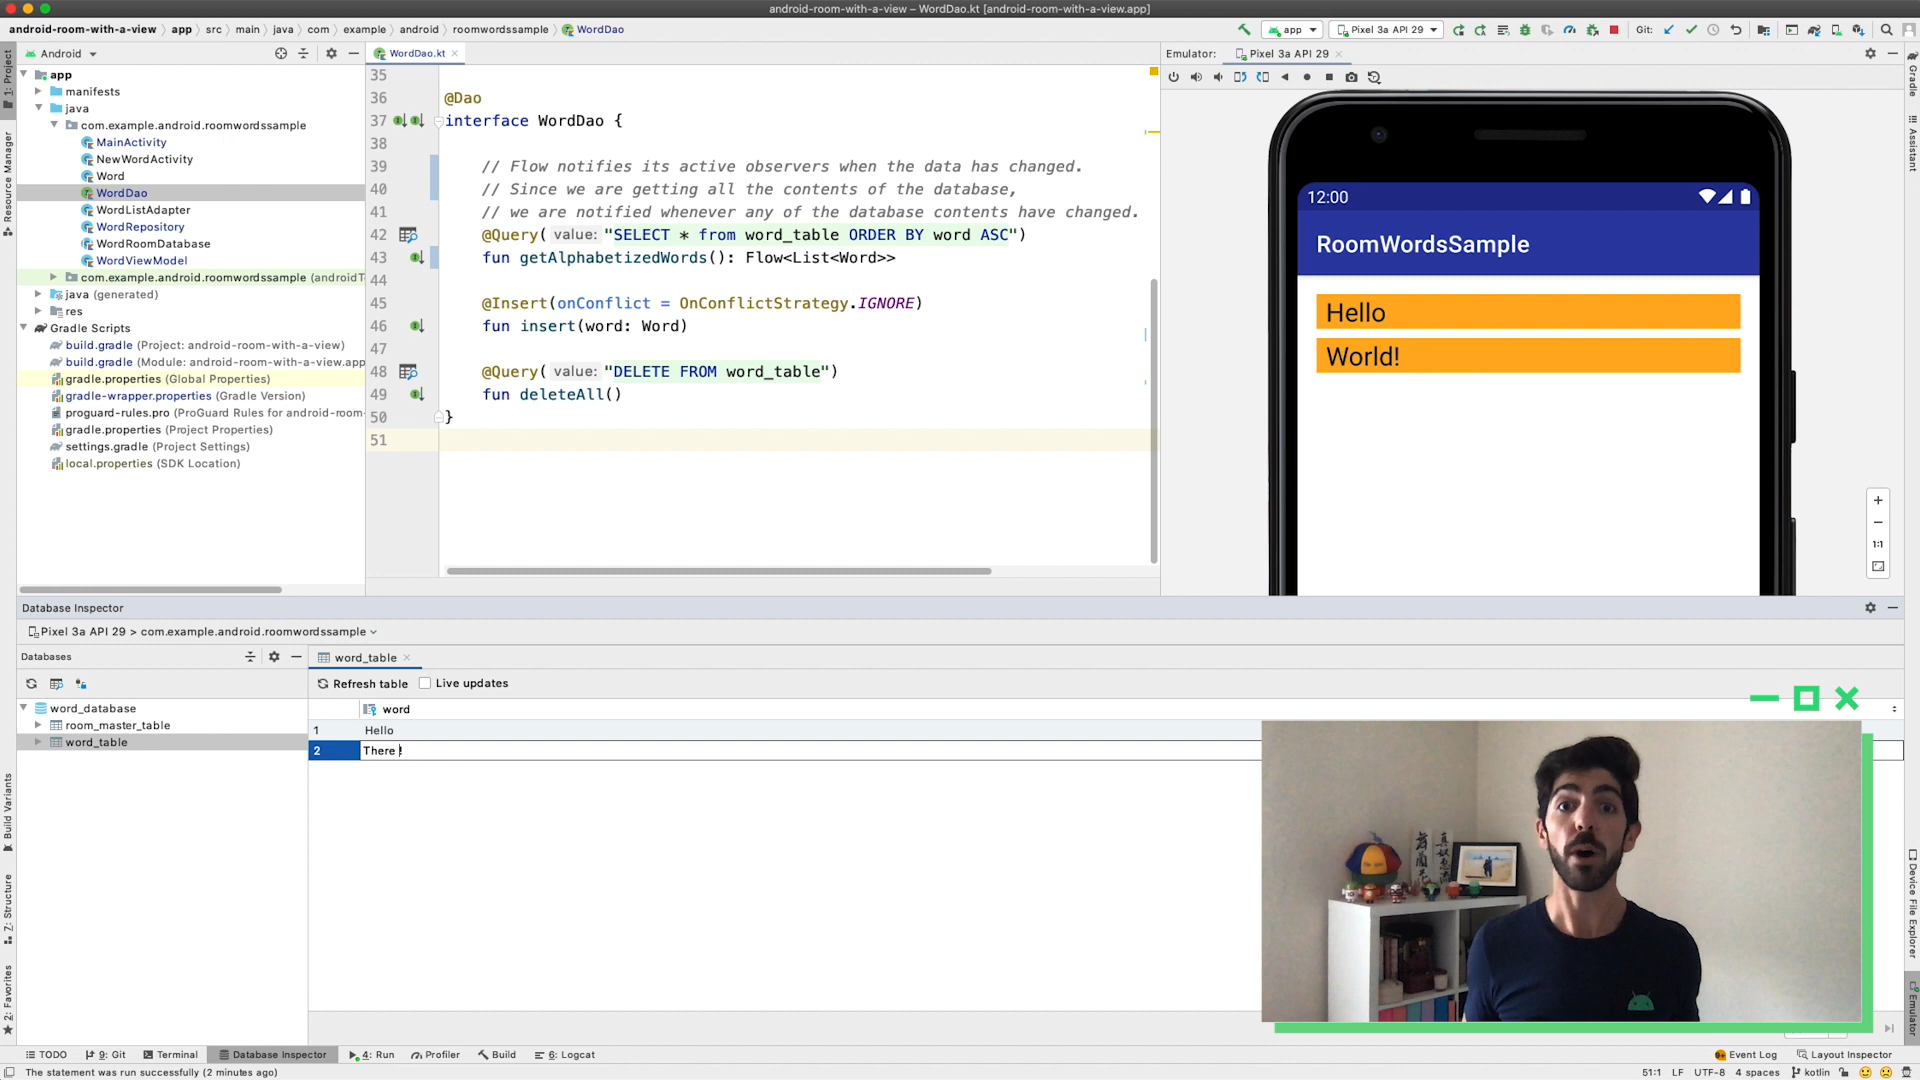 android-room-with-a-view – WordDao.kt [android-room-with-a-view.app]
android-room-with-a-view app src main java com example android roomwordssample WordDao
app Pixel 3a API 29 Git:
Android
WordDao.kt
Emulator: Pixel 3a API 29
1: Project
Resource Manager
Build Variants
Z: Structure
2: Favorites
Gradle
Assistant
Device File Explorer
Emulator
app
manifests
java
com.example.android.roomwordssample
MainActivity
NewWordActivity
Word
WordDao
WordListAdapter
WordRepository
WordRoomDatabase
WordViewModel
com.example.android.roomwordssample (androidT
java (generated)
res
Gradle Scripts
build.gradle (Project: android-room-with-a-view)
build.gradle (Module: android-room-with-a-view.app
gradle.properties (Global Properties)
gradle-wrapper.properties (Gradle Version)
proguard-rules.pro (ProGuard Rules for android-room-
gradle.properties (Project Properties)
settings.gradle (Project Settings)
local.properties (SDK Location)
35
36 @Dao
37 interface WordDao {
38
39 // Flow notifies its active observers when the data has changed.
40 // Since we are getting all the contents of the database,
41 // we are notified whenever any of the database contents have changed.
42 @Query( value: "SELECT * from word_table ORDER BY word ASC")
43 fun getAlphabetizedWords(): Flow<List<Word>>
44
45 @Insert(onConflict = OnConflictStrategy.IGNORE)
46 fun insert(word: Word)
47
48 @Query( value: "DELETE FROM word_table")
49 fun deleteAll()
50 }
51
12:00
RoomWordsSample
Hello
World!
1:1
Database Inspector
Pixel 3a API 29 > com.example.android.roomwordssample
Databases
word_table
Refresh table Live updates
word_database
room_master_table
word_table
word
1 Hello
2 There !
TODO 9: Git Terminal Database Inspector 4: Run Profiler Build 6: Logcat
Event Log Layout Inspector
The statement was run successfully (2 minutes ago)
51:1 LF UTF-8 4 spaces kotlin